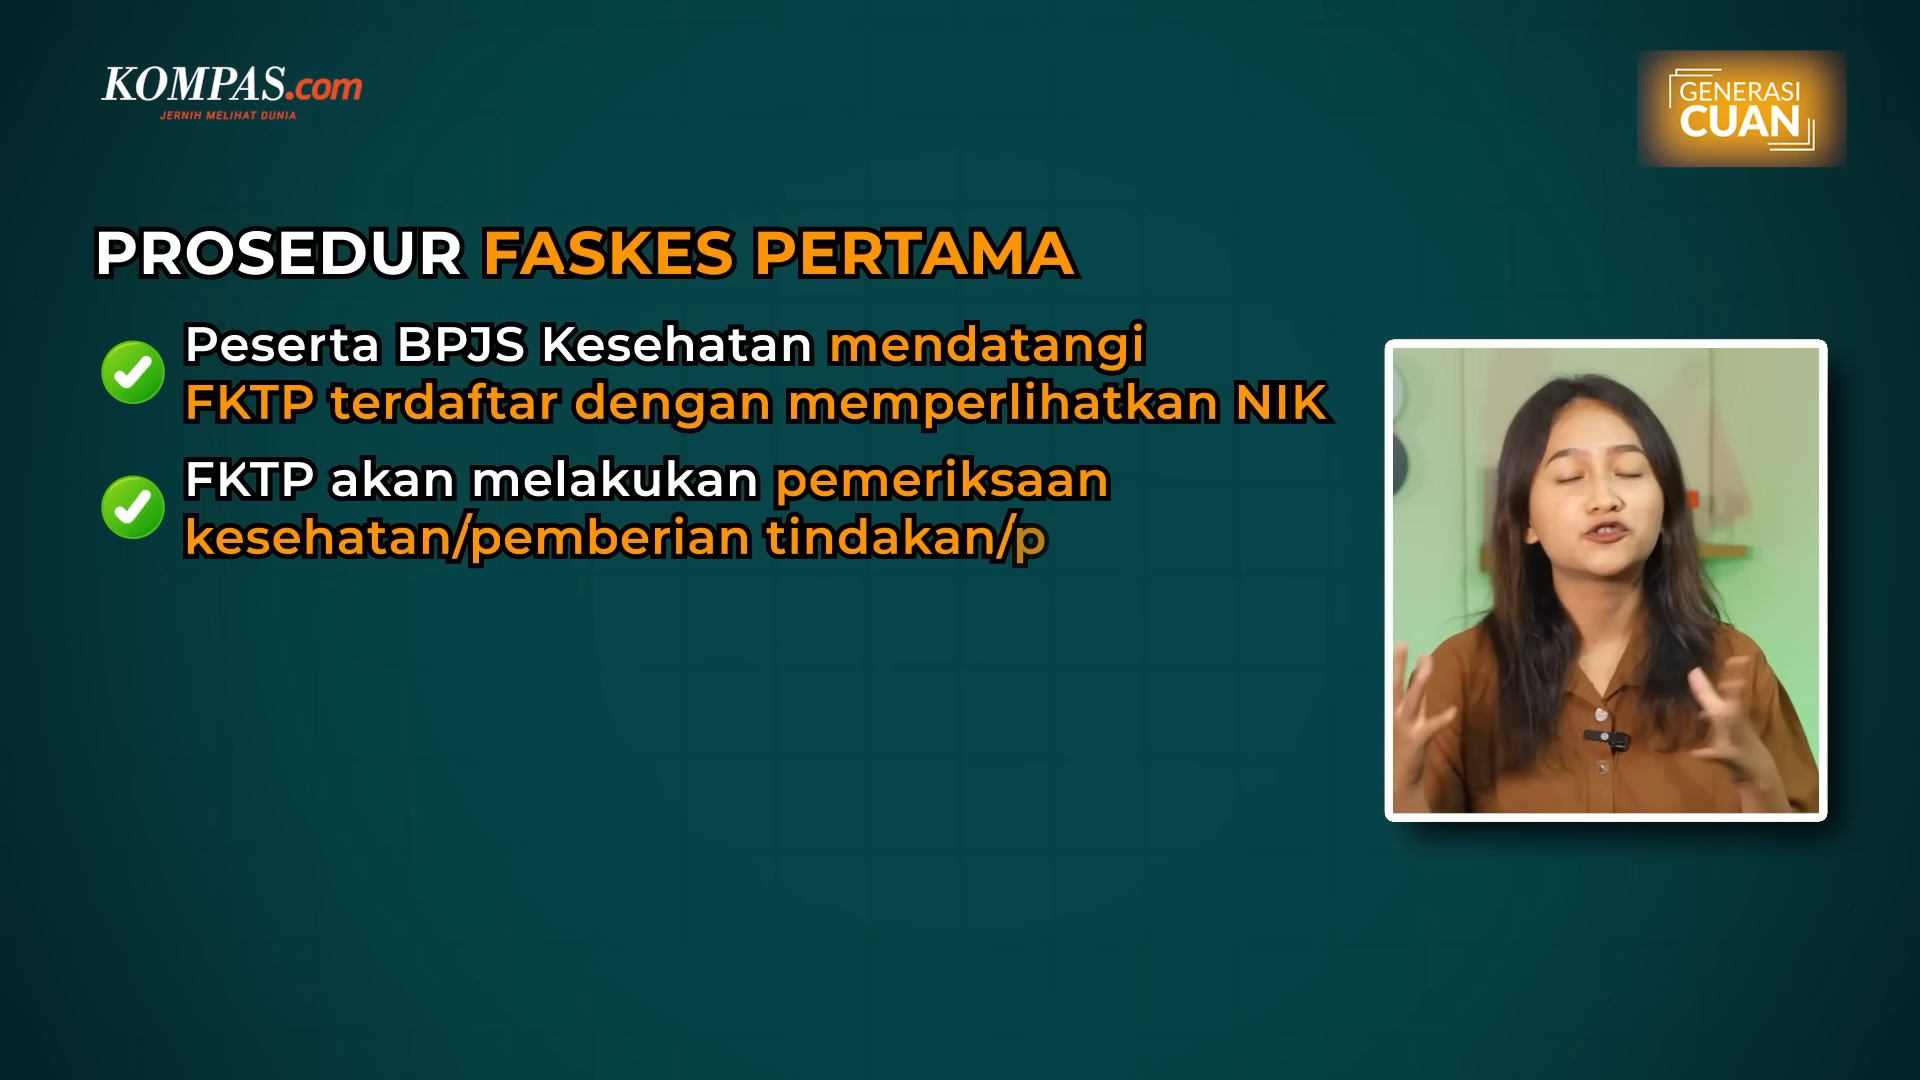 KOMPAS.com
JERNIH MELIHAT DUNIA
GENERASI
CUAN
PROSEDUR FASKES PERTAMA
Peserta BPJS Kesehatan mendatangi
FKTP terdaftar dengan memperlihatkan NIK
FKTP akan melakukan pemeriksaan
kesehatan/pemberian tindakan/p